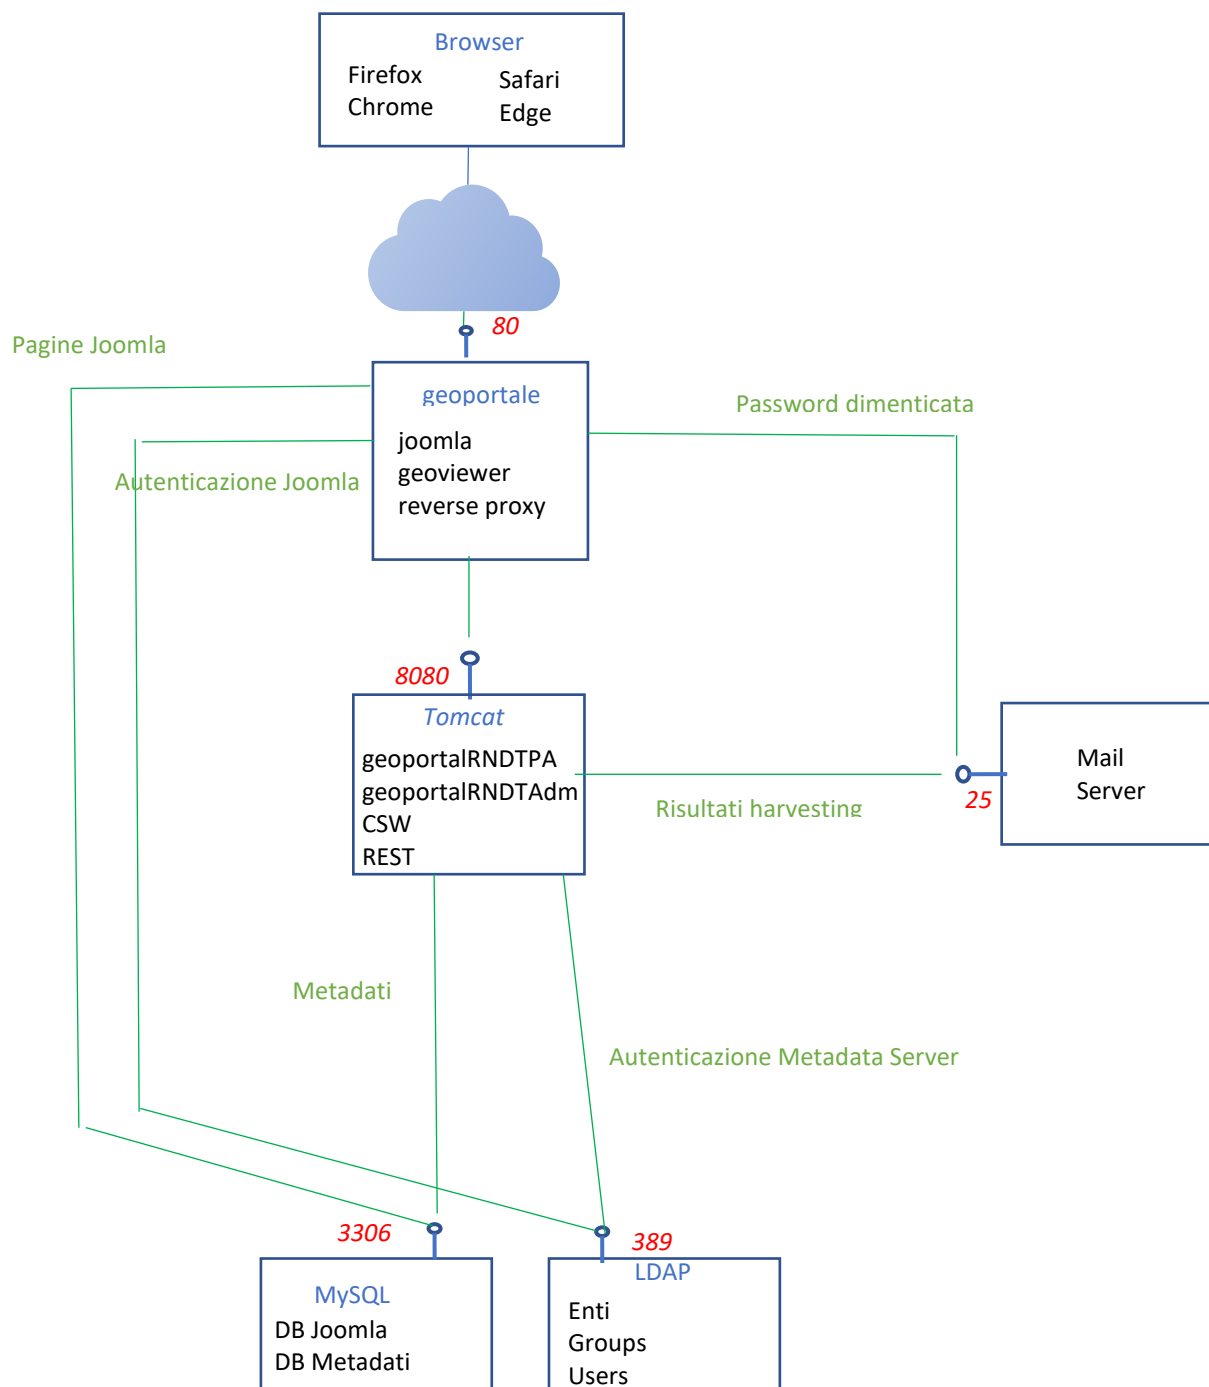 Browser
Firefox
Chrome
Safari
Edge
80
Pagine Joomla
geoportale
joomla
geoviewer
reverse proxy
Autenticazione Joomla
Password dimenticata
8080
Tomcat
geoportalRNDTPA
geoportalRNDTAdm
CSW
REST
Risultati harvesting
25
Mail
Server
Metadati
Autenticazione Metadata Server
3306
MySQL
DB Joomla
DB Metadati
389
LDAP
Enti
Groups
Users